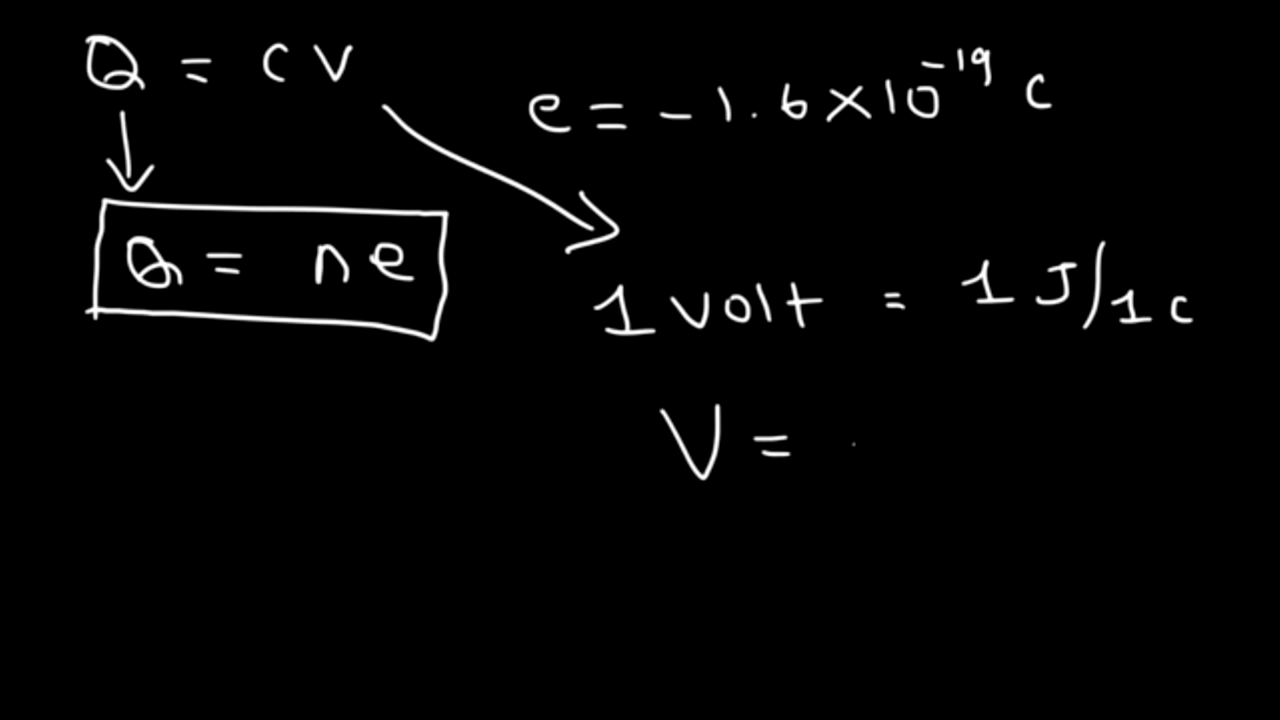 Q = CV
e = -1.6×10⁻¹⁹ C
Q = ne
1 volt = 1 J/1 C
V =